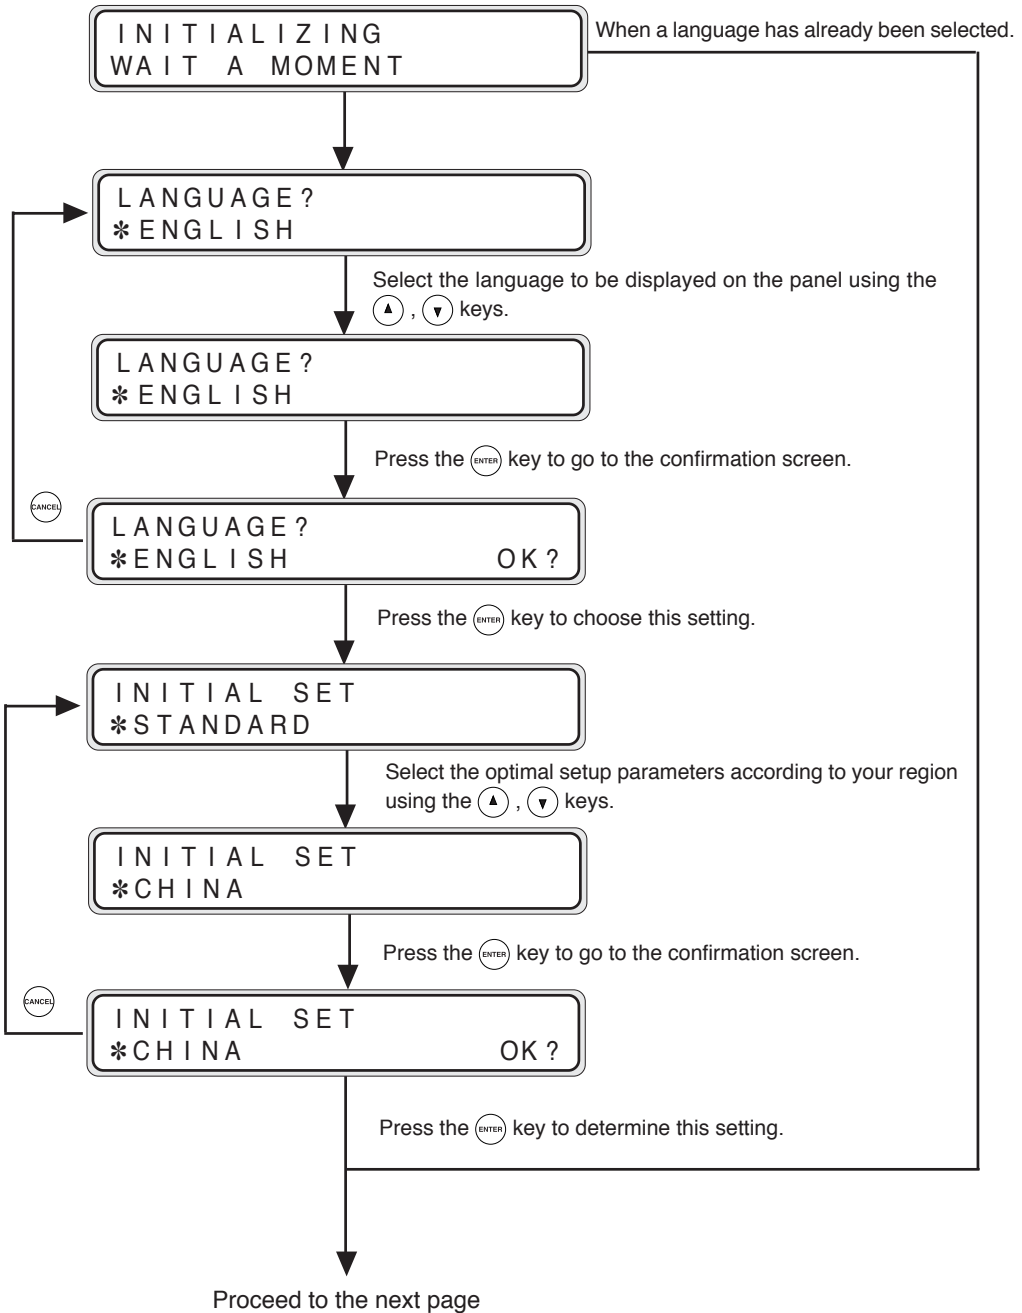 INITIALIZING
When a language has already been selected.
WAIT A MOMENT
LANGUAGE?
✻ENGLISH
Select the language to be displayed on the panel using the
, keys.
LANGUAGE?
✻ENGLISH
Press the ENTER key to go to the confirmation screen.
CANCEL
LANGUAGE?
✻ENGLISH OK?
Press the ENTER key to choose this setting.
INITIAL SET
✻STANDARD
Select the optimal setup parameters according to your region
using the , keys.
INITIAL SET
✻CHINA
Press the ENTER key to go to the confirmation screen.
CANCEL
INITIAL SET
✻CHINA OK?
Press the ENTER key to determine this setting.
Proceed to the next page